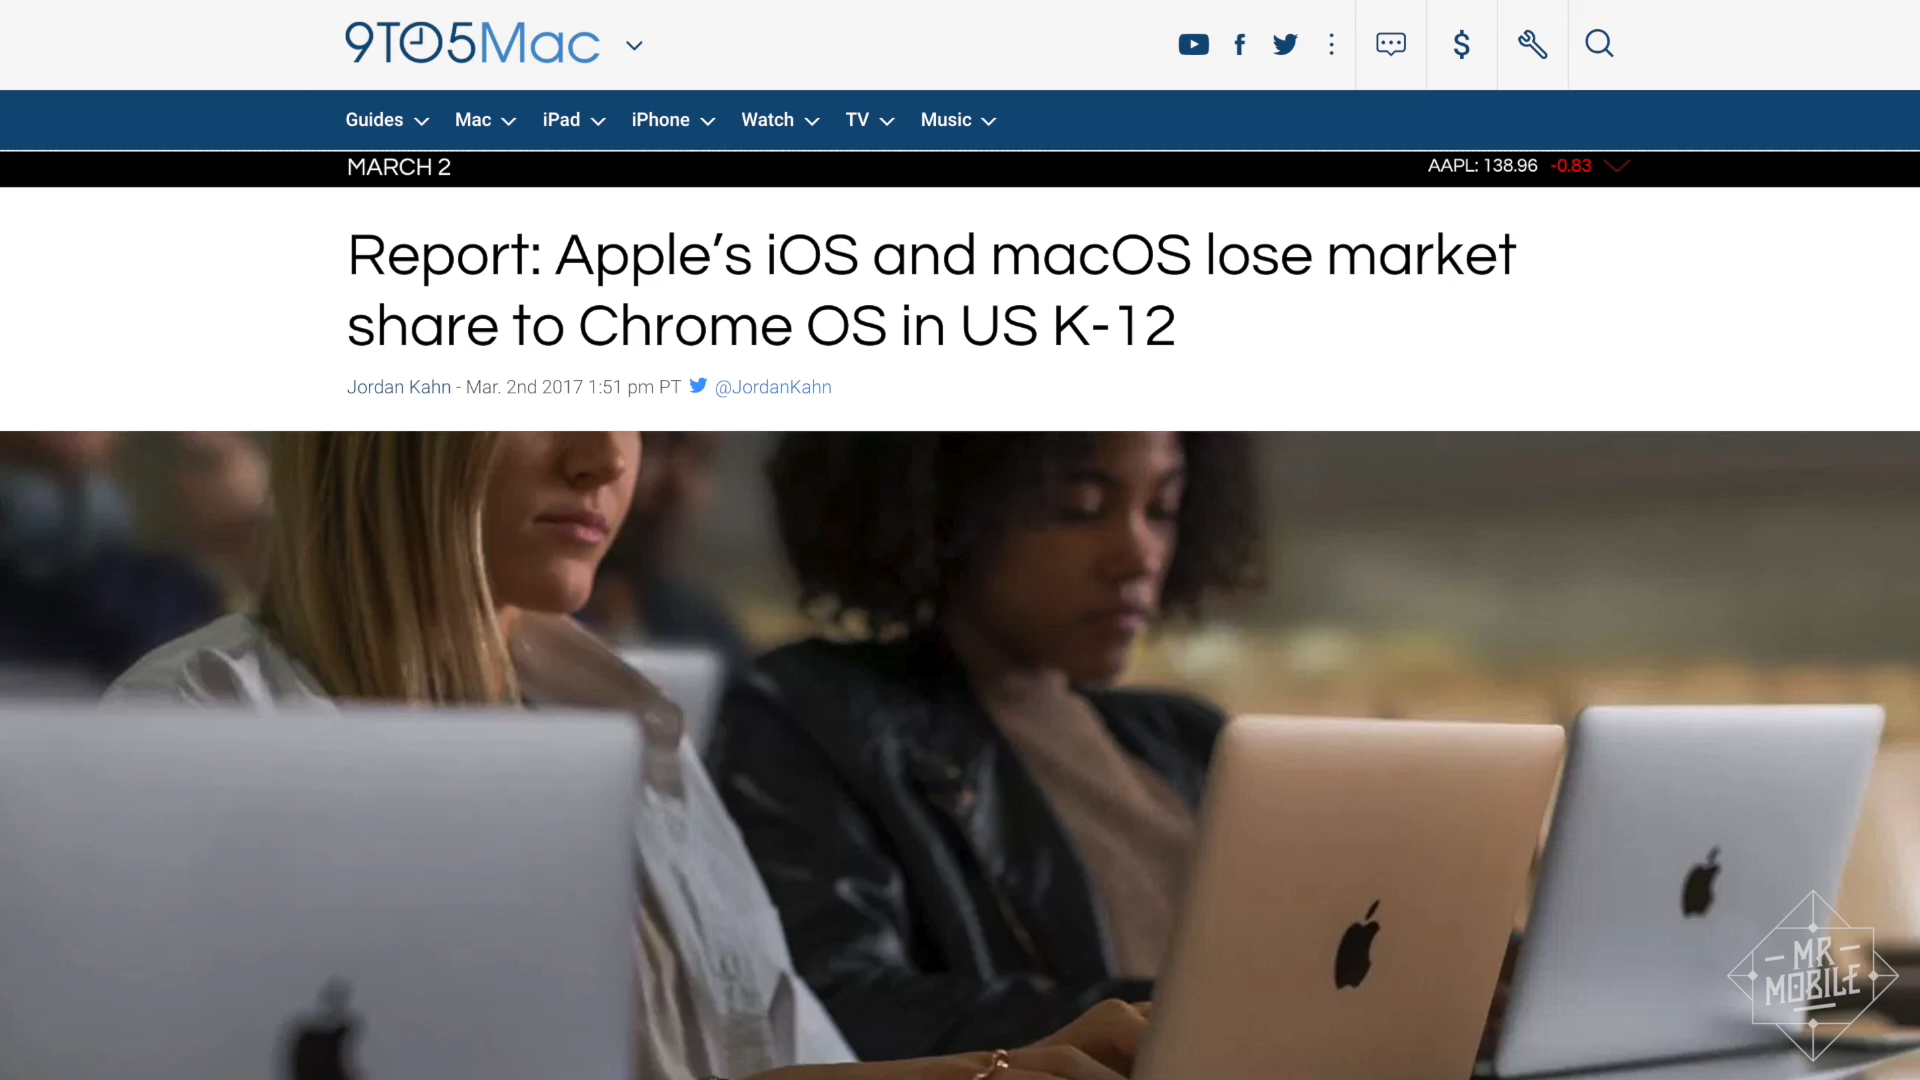 9TO5Mac
Guides Mac iPad iPhone Watch TV Music
MARCH 2
AAPL: 138.96 -0.83
Report: Apple’s iOS and macOS lose market
share to Chrome OS in US K-12
Jordan Kahn - Mar. 2nd 2017 1:51 pm PT @JordanKahn
MR
MOBILE